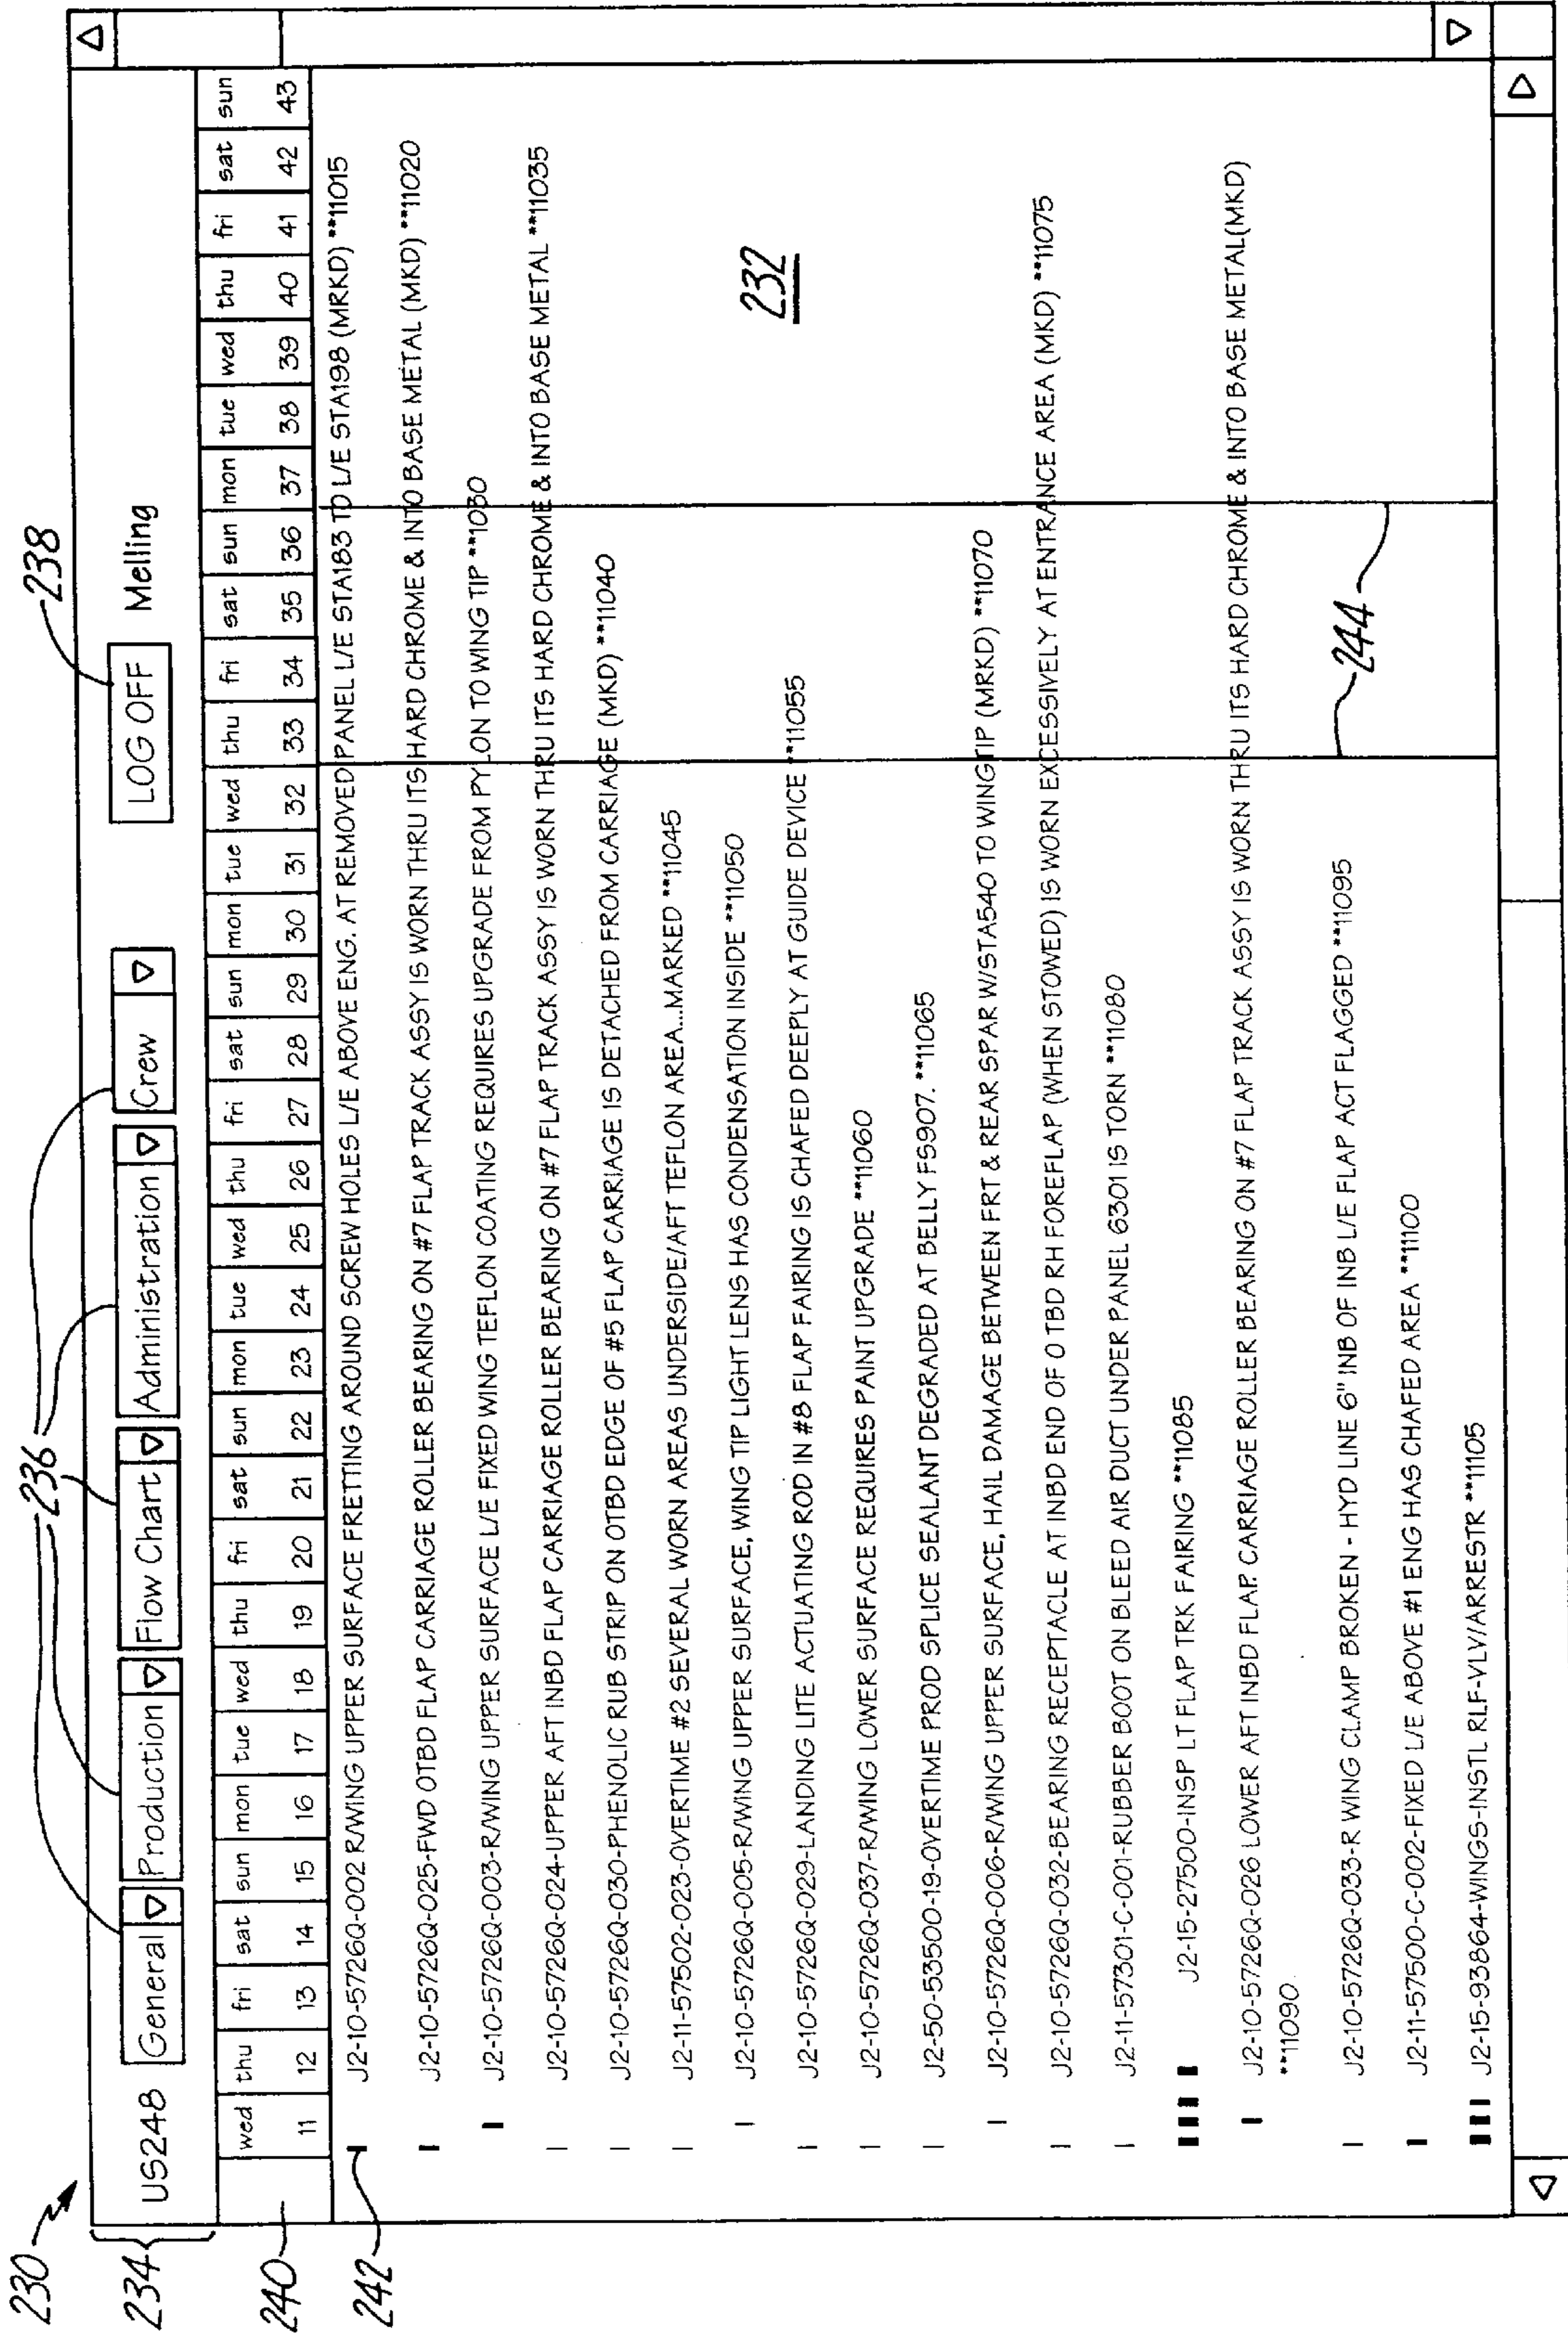 230
234
236
238
US248 General Production Flow Chart Administration Crew LOG OFF Melling
240
wed thu fri sat sun mon tue wed thu fri sat sun mon tue wed thu fri sat sun mon tue wed thu fri sat sun mon tue wed thu fri sat sun
11 12 13 14 15 16 17 18 19 20 21 22 23 24 25 26 27 28 29 30 31 32 33 34 35 36 37 38 39 40 41 42 43
242
J2-10-5726Q-002 R/WING UPPER SURFACE FRETTING AROUND SCREW HOLES L/E ABOVE ENG. AT REMOVED PANEL L/E STA183 TO L/E STA198 (MRKD) **11015
J2-10-5726Q-025-FWD OTBD FLAP CARRIAGE ROLLER BEARING ON #7 FLAP TRACK ASSY IS WORN THRU ITS HARD CHROME & INTO BASE METAL (MKD) **11020
J2-10-5726Q-003-R/WING UPPER SURFACE L/E FIXED WING TEFLON COATING REQUIRES UPGRADE FROM PYLON TO WING TIP **1030
J2-10-5726Q-024-UPPER AFT INBD FLAP CARRIAGE ROLLER BEARING ON #7 FLAP TRACK ASSY IS WORN THRU ITS HARD CHROME & INTO BASE METAL **11035
J2-10-5726Q-030-PHENOLIC RUB STRIP ON OTBD EDGE OF #5 FLAP CARRIAGE IS DETACHED FROM CARRIAGE (MKD) **11040
J2-11-57502-023-OVERTIME #2 SEVERAL WORN AREAS UNDERSIDE/AFT TEFLON AREA...MARKED **11045
J2-10-5726Q-005-R/WING UPPER SURFACE, WING TIP LIGHT LENS HAS CONDENSATION INSIDE **11050
232
J2-10-5726Q-029-LANDING LITE ACTUATING ROD IN #8 FLAP FAIRING IS CHAFED DEEPLY AT GUIDE DEVICE **11055
J2-10-5726Q-037-R/WING LOWER SURFACE REQUIRES PAINT UPGRADE **11060
J2-50-53500-19-OVERTIME PROD SPLICE SEALANT DEGRADED AT BELLY FS907. **11065
J2-10-5726Q-006-R/WING UPPER SURFACE, HAIL DAMAGE BETWEEN FRT & REAR SPAR W/STA540 TO WINGTIP (MRKD) **11070
J2-10-5726Q-032-BEARING RECEPTACLE AT INBD END OF O TBD RH FOREFLAP (WHEN STOWED) IS WORN EXCESSIVELY AT ENTRANCE AREA (MKD) **11075
J2-11-57301-C-001-RUBBER BOOT ON BLEED AIR DUCT UNDER PANEL 6301 IS TORN **11080
J2-15-27500-INSP LT FLAP TRK FAIRING **11085
J2-10-5726Q-026 LOWER AFT INBD FLAP. CARRIAGE ROLLER BEARING ON #7 FLAP TRACK ASSY IS WORN THRU ITS HARD CHROME & INTO BASE METAL(MKD)
**11090.
J2-10-5726Q-033-R WING CLAMP BROKEN - HYD LINE 6" INB OF INB L/E FLAP ACT FLAGGED **11095
244
J2-11-57500-C-002-FIXED L/E ABOVE #1 ENG HAS CHAFED AREA **11100
J2-15-93864-WINGS-INSTL RLF-VLV/ARRESTR **11105